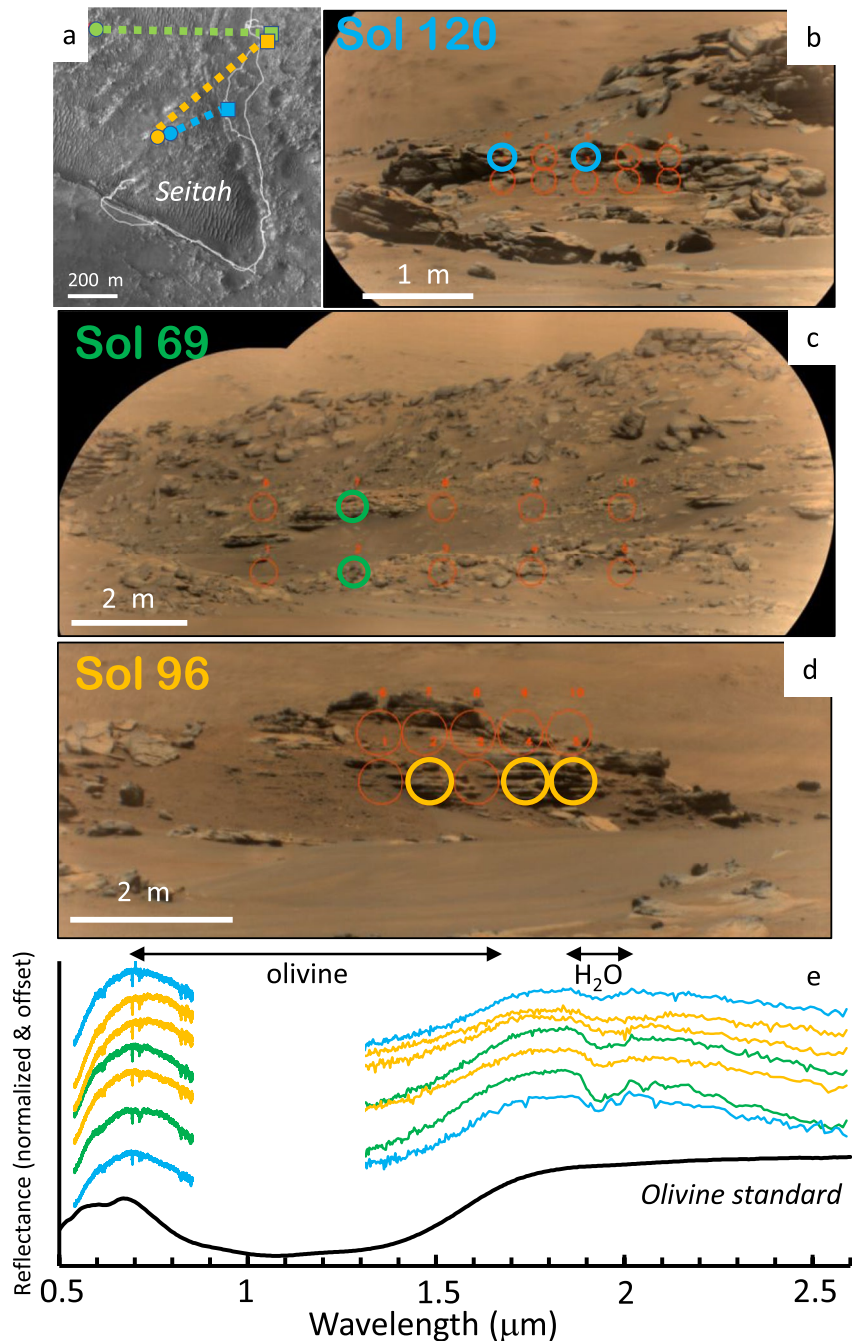 a
Seitah
200 m
Sol 120
b
1 m
Sol 69
c
2 m
Sol 96
d
2 m
olivine
H2O
e
Reflectance (normalized & offset)
Olivine standard
0.5 1 1.5 2 2.5
Wavelength (μm)